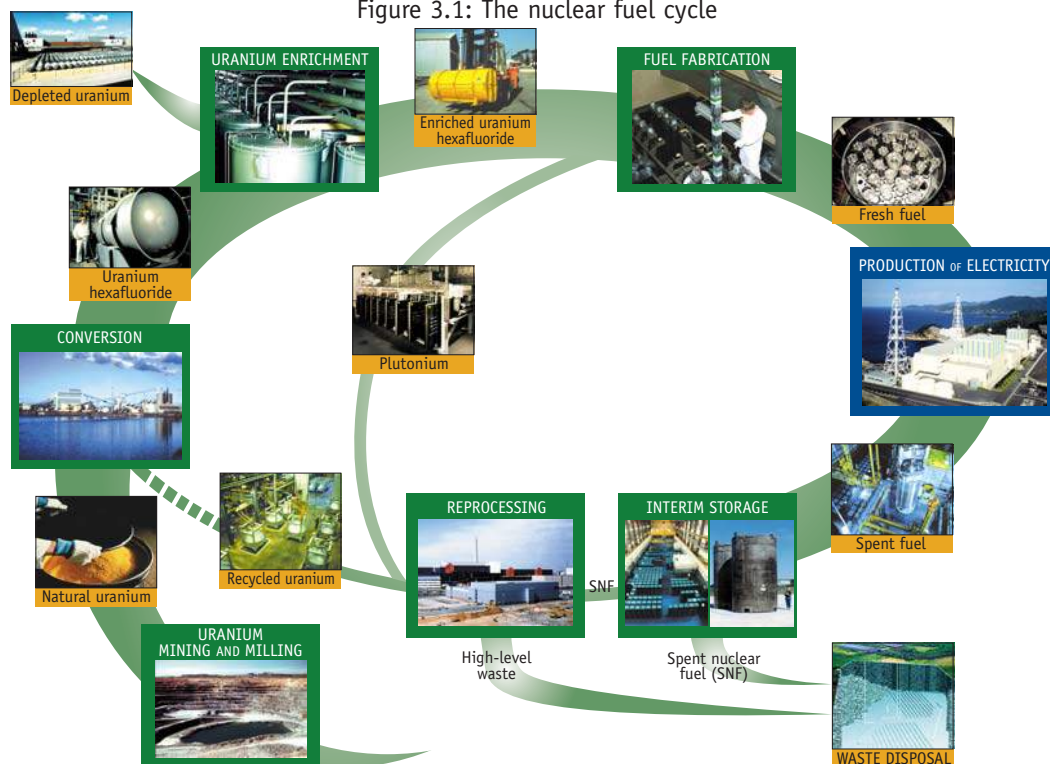 Figure 3.1: The nuclear fuel cycle
URANIUM ENRICHMENT
FUEL FABRICATION
Depleted uranium
Enriched uranium
hexafluoride
Fresh fuel
PRODUCTION OF ELECTRICITY
Uranium
hexafluoride
CONVERSION
Plutonium
REPROCESSING
INTERIM STORAGE
Spent fuel
Recycled uranium
SNF
Natural uranium
URANIUM
MINING AND MILLING
High-level
waste
Spent nuclear
fuel (SNF)
WASTE DISPOSAL